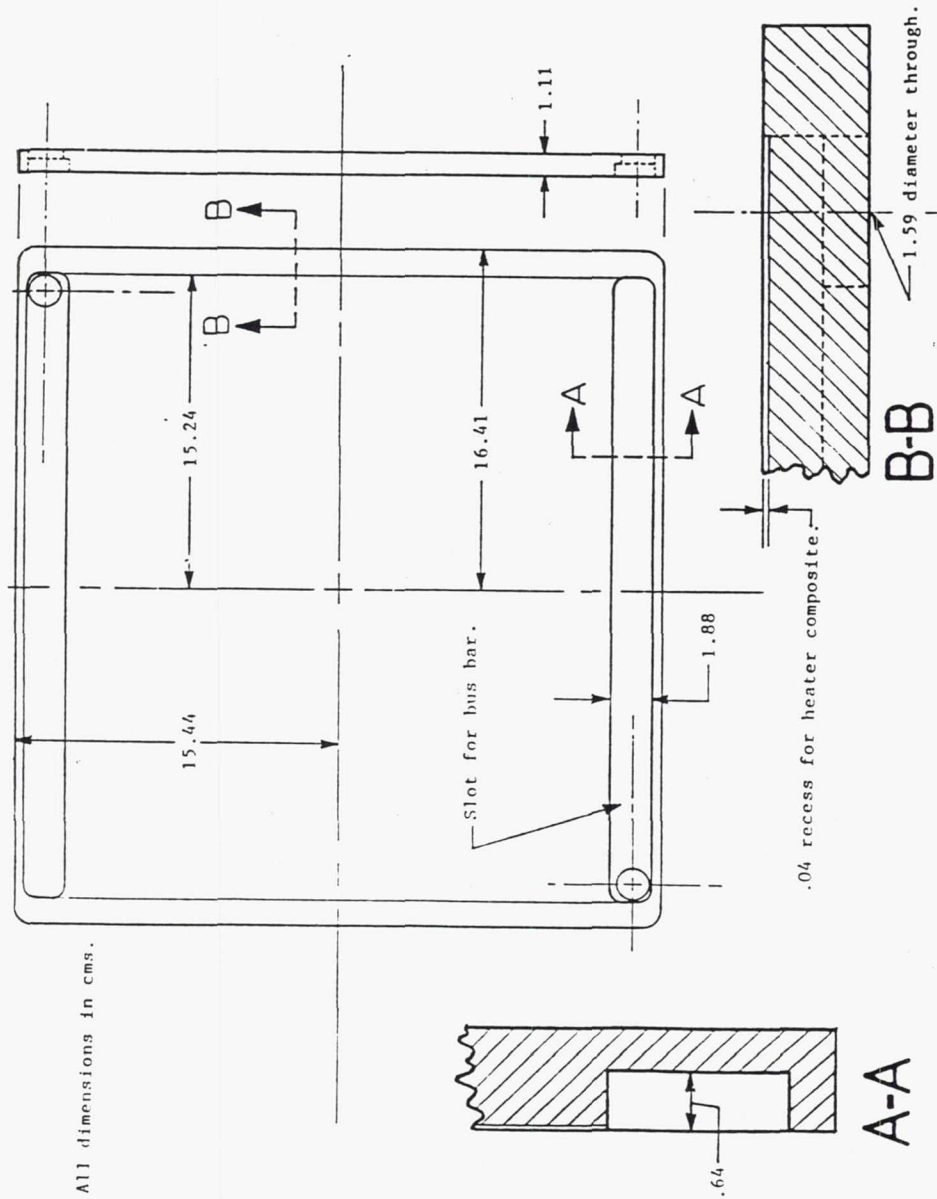 All dimensions in cms.
15.44
15.24
16.41
1.11
B
B
Slot for bus bar.
1.88
A
A
.64
A-A
.04 recess for heater composite.
B-B
1.59 diameter through.